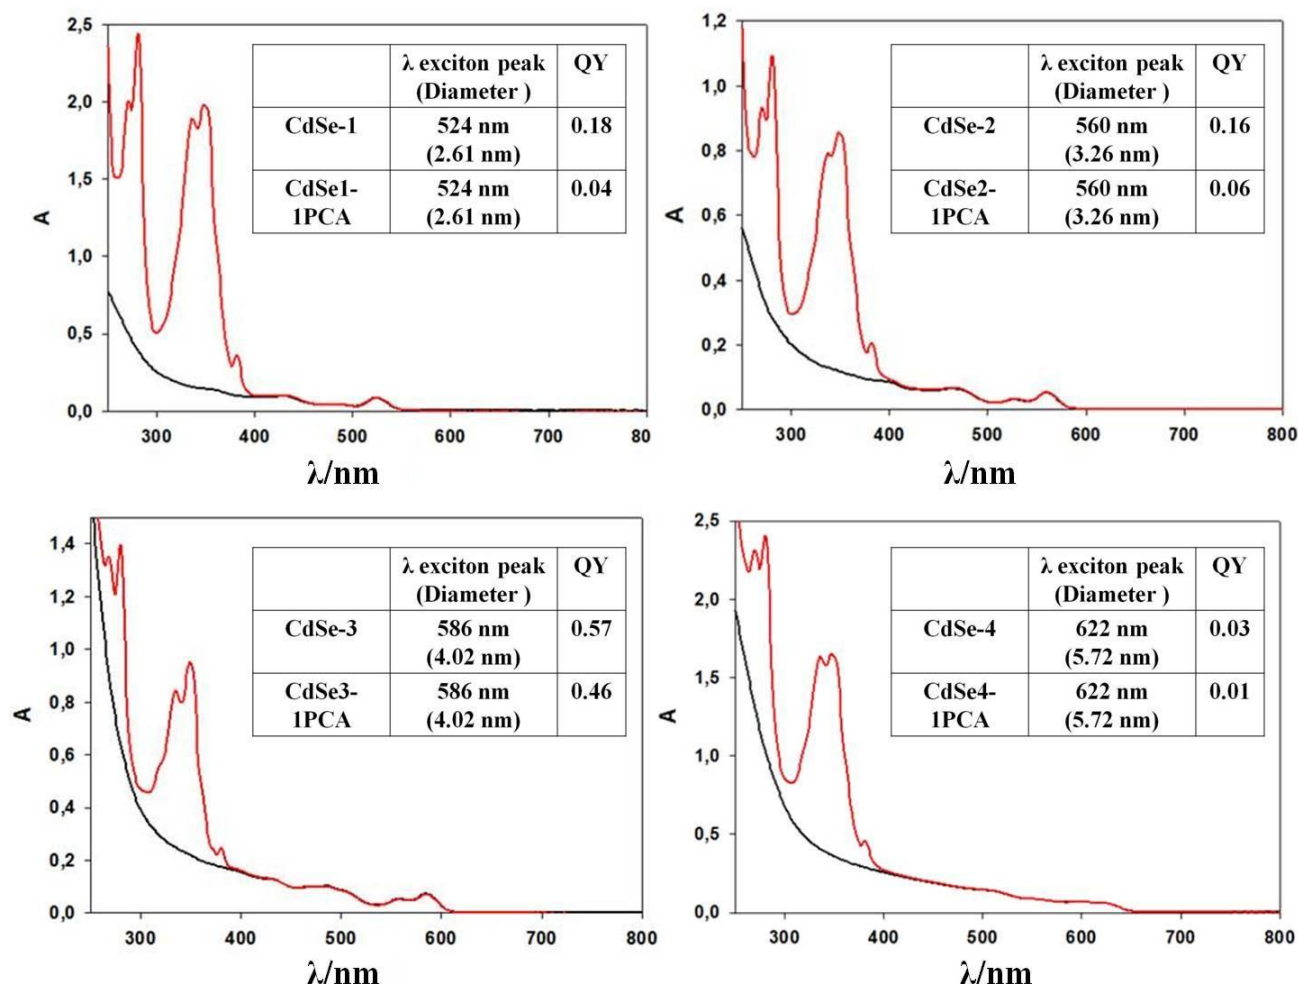 2,5
2,0
1,5
1,0
0,5
0,0
A
300 400 500 600 700 80
λ/nm
λ exciton peak QY
(Diameter )
CdSe-1 524 nm 0.18
(2.61 nm)
CdSe1- 524 nm 0.04
1PCA (2.61 nm)
1,2
1,0
0,8
0,6
0,4
0,2
0,0
A
300 400 500 600 700 800
λ/nm
λ exciton peak QY
(Diameter )
CdSe-2 560 nm 0.16
(3.26 nm)
CdSe2- 560 nm 0.06
1PCA (3.26 nm)
1,4
1,2
1,0
0,8
0,6
0,4
0,2
0,0
A
300 400 500 600 700 800
λ/nm
λ exciton peak QY
(Diameter )
CdSe-3 586 nm 0.57
(4.02 nm)
CdSe3- 586 nm 0.46
1PCA (4.02 nm)
2,5
2,0
1,5
1,0
0,5
0,0
A
300 400 500 600 700 800
λ/nm
λ exciton peak QY
(Diameter )
CdSe-4 622 nm 0.03
(5.72 nm)
CdSe4- 622 nm 0.01
1PCA (5.72 nm)